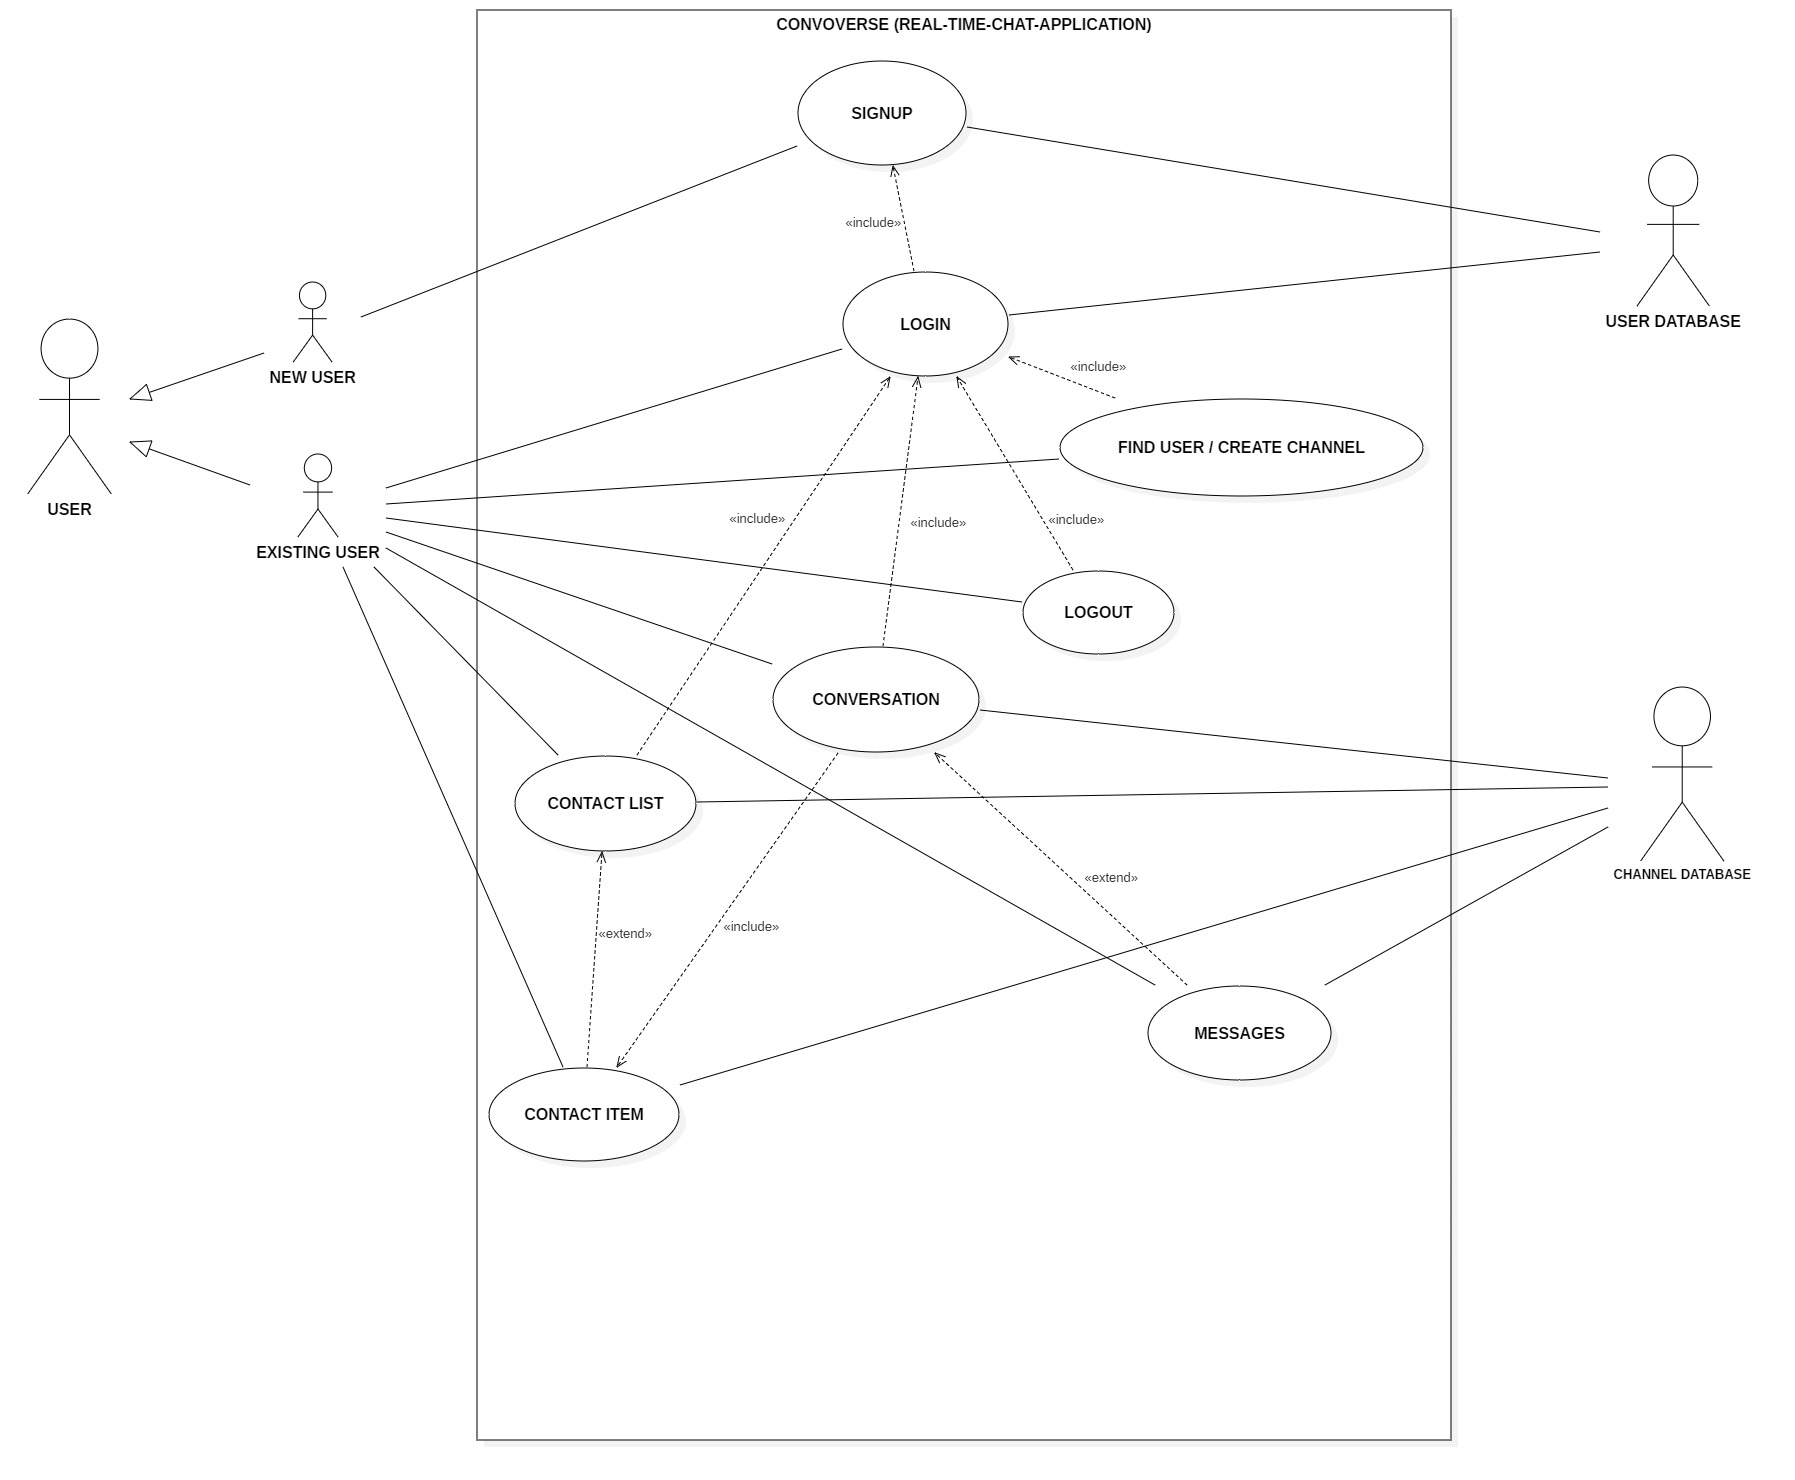 CONVOVERSE (REAL-TIME-CHAT-APPLICATION)
SIGNUP
«include»
LOGIN
USER DATABASE
«include»
NEW USER
FIND USER / CREATE CHANNEL
USER
«include»
«include»
«include»
EXISTING USER
LOGOUT
CONVERSATION
CONTACT LIST
CHANNEL DATABASE
«extend»
«include»
«extend»
MESSAGES
CONTACT ITEM